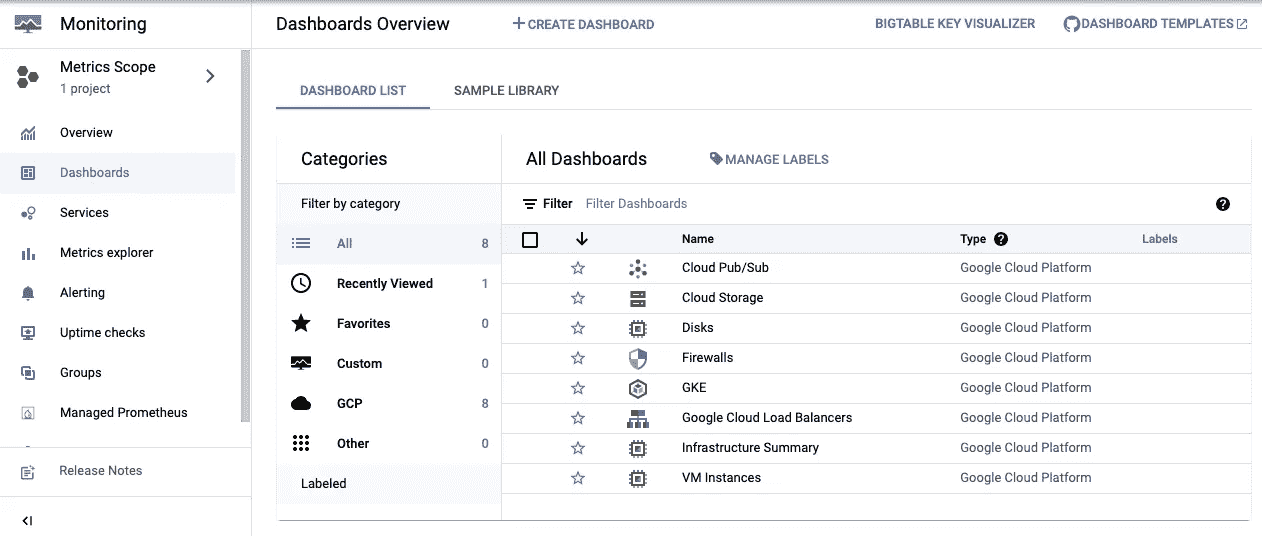 Monitoring
Dashboards Overview
CREATE DASHBOARD
BIGTABLE KEY VISUALIZER
DASHBOARD TEMPLATES
Metrics Scope
1 project
Overview
Dashboards
Services
Metrics explorer
Alerting
Uptime checks
Groups
Managed Prometheus
Release Notes
DASHBOARD LIST
SAMPLE LIBRARY
Categories
Filter by category
All 8
Recently Viewed 1
Favorites 0
Custom 0
GCP 8
Other 0
Labeled
All Dashboards
MANAGE LABELS
Filter Filter Dashboards
Name Type Labels
Cloud Pub/Sub Google Cloud Platform
Cloud Storage Google Cloud Platform
Disks Google Cloud Platform
Firewalls Google Cloud Platform
GKE Google Cloud Platform
Google Cloud Load Balancers Google Cloud Platform
Infrastructure Summary Google Cloud Platform
VM Instances Google Cloud Platform